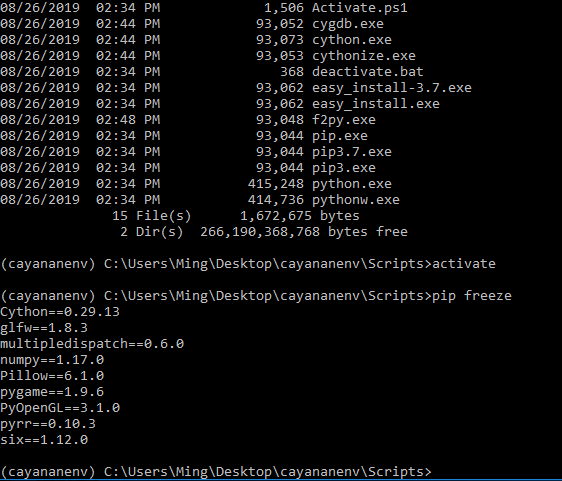 08/26/2019  02:34 PM             1,506 Activate.ps1
08/26/2019  02:44 PM            93,052 cygdb.exe
08/26/2019  02:44 PM            93,073 cython.exe
08/26/2019  02:44 PM            93,053 cythonize.exe
08/26/2019  02:34 PM               368 deactivate.bat
08/26/2019  02:34 PM            93,062 easy_install-3.7.exe
08/26/2019  02:34 PM            93,062 easy_install.exe
08/26/2019  02:48 PM            93,048 f2py.exe
08/26/2019  02:34 PM            93,044 pip.exe
08/26/2019  02:34 PM            93,044 pip3.7.exe
08/26/2019  02:34 PM            93,044 pip3.exe
08/26/2019  02:34 PM           415,248 python.exe
08/26/2019  02:34 PM           414,736 pythonw.exe
              15 File(s)      1,672,675 bytes
               2 Dir(s)  266,190,368,768 bytes free
(cayananenv) C:\Users\Ming\Desktop\cayananenv\Scripts>activate
(cayananenv) C:\Users\Ming\Desktop\cayananenv\Scripts>pip freeze
Cython==0.29.13
glfw==1.8.3
multipledispatch==0.6.0
numpy==1.17.0
Pillow==6.1.0
pygame==1.9.6
PyOpenGL==3.1.0
pyrr==0.10.3
six==1.12.0
(cayananenv) C:\Users\Ming\Desktop\cayananenv\Scripts>